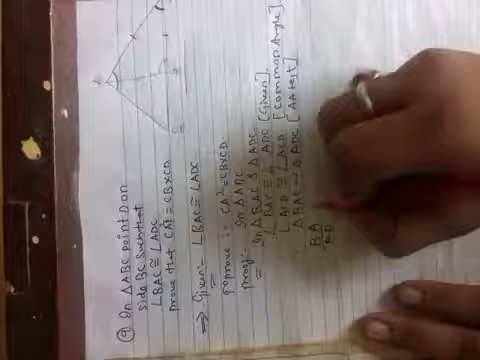 ⑨ In △ABC point D on
side BC such that
∠BAC ≅ ∠ADC
prove that CA² = CB×CD
⇒ Given:- ∠BAC ≅ ∠ADC
To prove :- CA² = CB×CD
proof:- In △ABC
In △BAC & △ADC
∠BAC ≅ ∠ADC [Given]
∠ACB ≅ ∠ACD [common Angle]
△BAC ~ △ADC [AA test]
BA